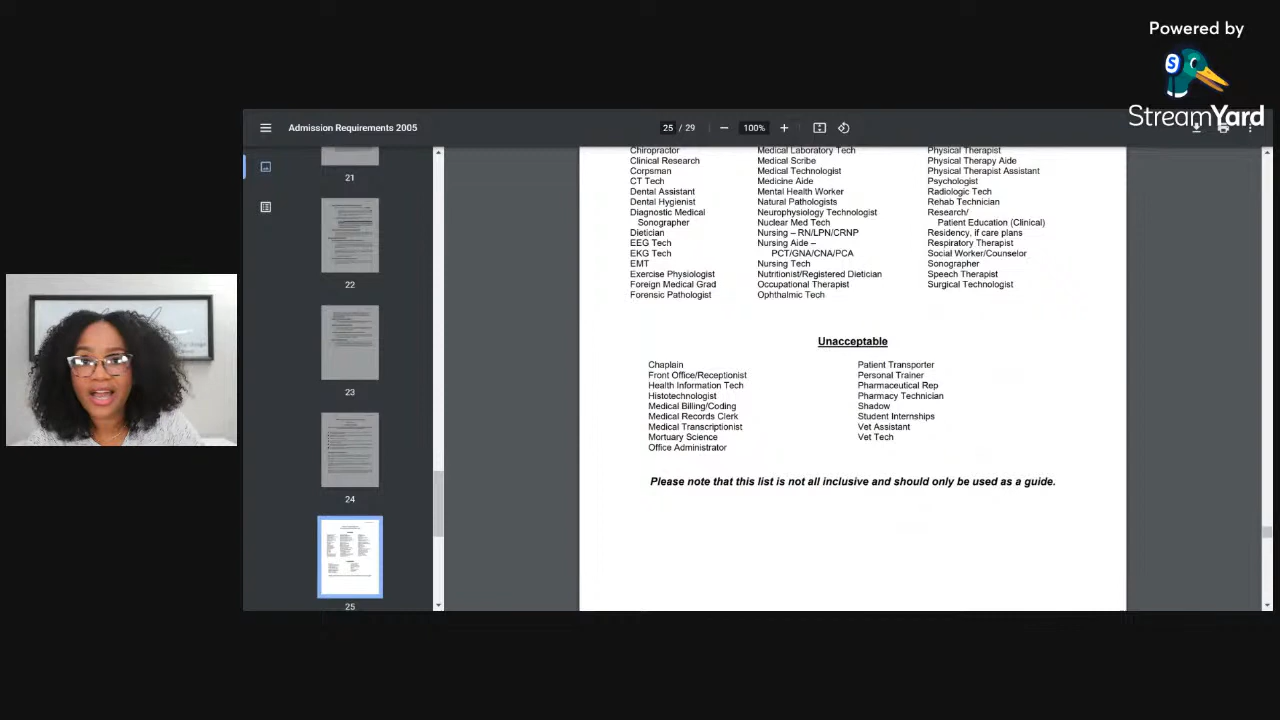 Powered by
StreamYard
Admission Requirements 2005
25 / 29
100%
21
22
23
24
25
Chiropractor
Clinical Research
Corpsman
CT Tech
Dental Assistant
Dental Hygienist
Diagnostic Medical
Sonographer
Dietician
EEG Tech
EKG Tech
EMT
Exercise Physiologist
Foreign Medical Grad
Forensic Pathologist
Medical Laboratory Tech
Medical Scribe
Medical Technologist
Medicine Aide
Mental Health Worker
Natural Pathologists
Neurophysiology Technologist
Nuclear Med Tech
Nursing – RN/LPN/CRNP
Nursing Aide –
PCT/GNA/CNA/PCA
Nursing Tech
Nutritionist/Registered Dietician
Occupational Therapist
Ophthalmic Tech
Physical Therapist
Physical Therapy Aide
Physical Therapist Assistant
Psychologist
Radiologic Tech
Rehab Technician
Research/
Patient Education (Clinical)
Residency, if care plans
Respiratory Therapist
Social Worker/Counselor
Sonographer
Speech Therapist
Surgical Technologist
Unacceptable
Chaplain
Front Office/Receptionist
Health Information Tech
Histotechnologist
Medical Billing/Coding
Medical Records Clerk
Medical Transcriptionist
Mortuary Science
Office Administrator
Patient Transporter
Personal Trainer
Pharmaceutical Rep
Pharmacy Technician
Shadow
Student Internships
Vet Assistant
Vet Tech
Please note that this list is not all inclusive and should only be used as a guide.